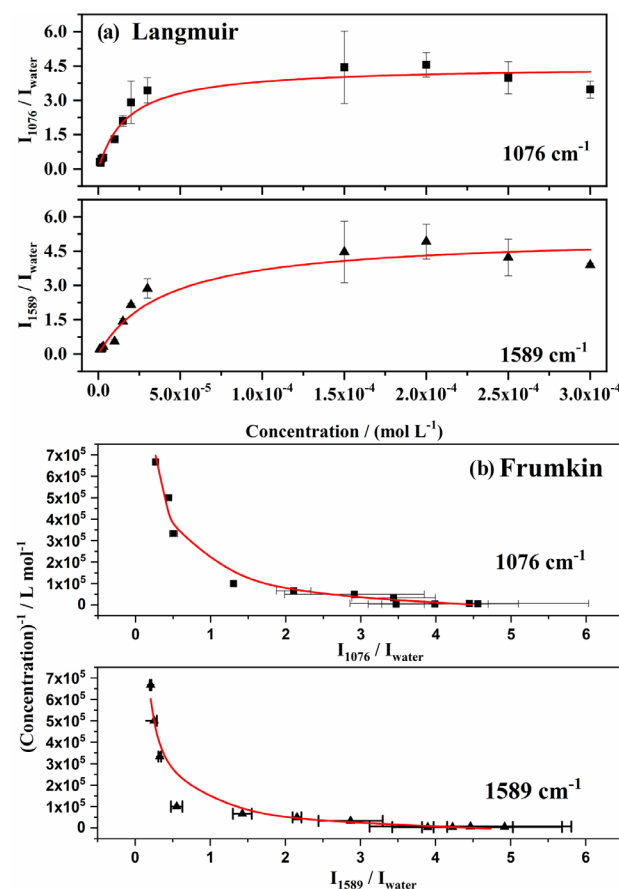 (a) Langmuir
6.0
4.5
3.0
1.5
0.0
I₁₀₇₆ / I_water
1076 cm⁻¹
6.0
4.5
3.0
1.5
0.0
I₁₅₈₉ / I_water
1589 cm⁻¹
0.0 5.0x10⁻⁵ 1.0x10⁻⁴ 1.5x10⁻⁴ 2.0x10⁻⁴ 2.5x10⁻⁴ 3.0x10⁻⁴
Concentration / (mol L⁻¹)
(b) Frumkin
7x10⁵
6x10⁵
5x10⁵
4x10⁵
3x10⁵
2x10⁵
1x10⁵
0
1076 cm⁻¹
0 1 2 3 4 5 6
I₁₀₇₆ / I_water
(Concentration)⁻¹ / L mol⁻¹
7x10⁵
6x10⁵
5x10⁵
4x10⁵
3x10⁵
2x10⁵
1x10⁵
0
1589 cm⁻¹
0 1 2 3 4 5 6
I₁₅₈₉ / I_water